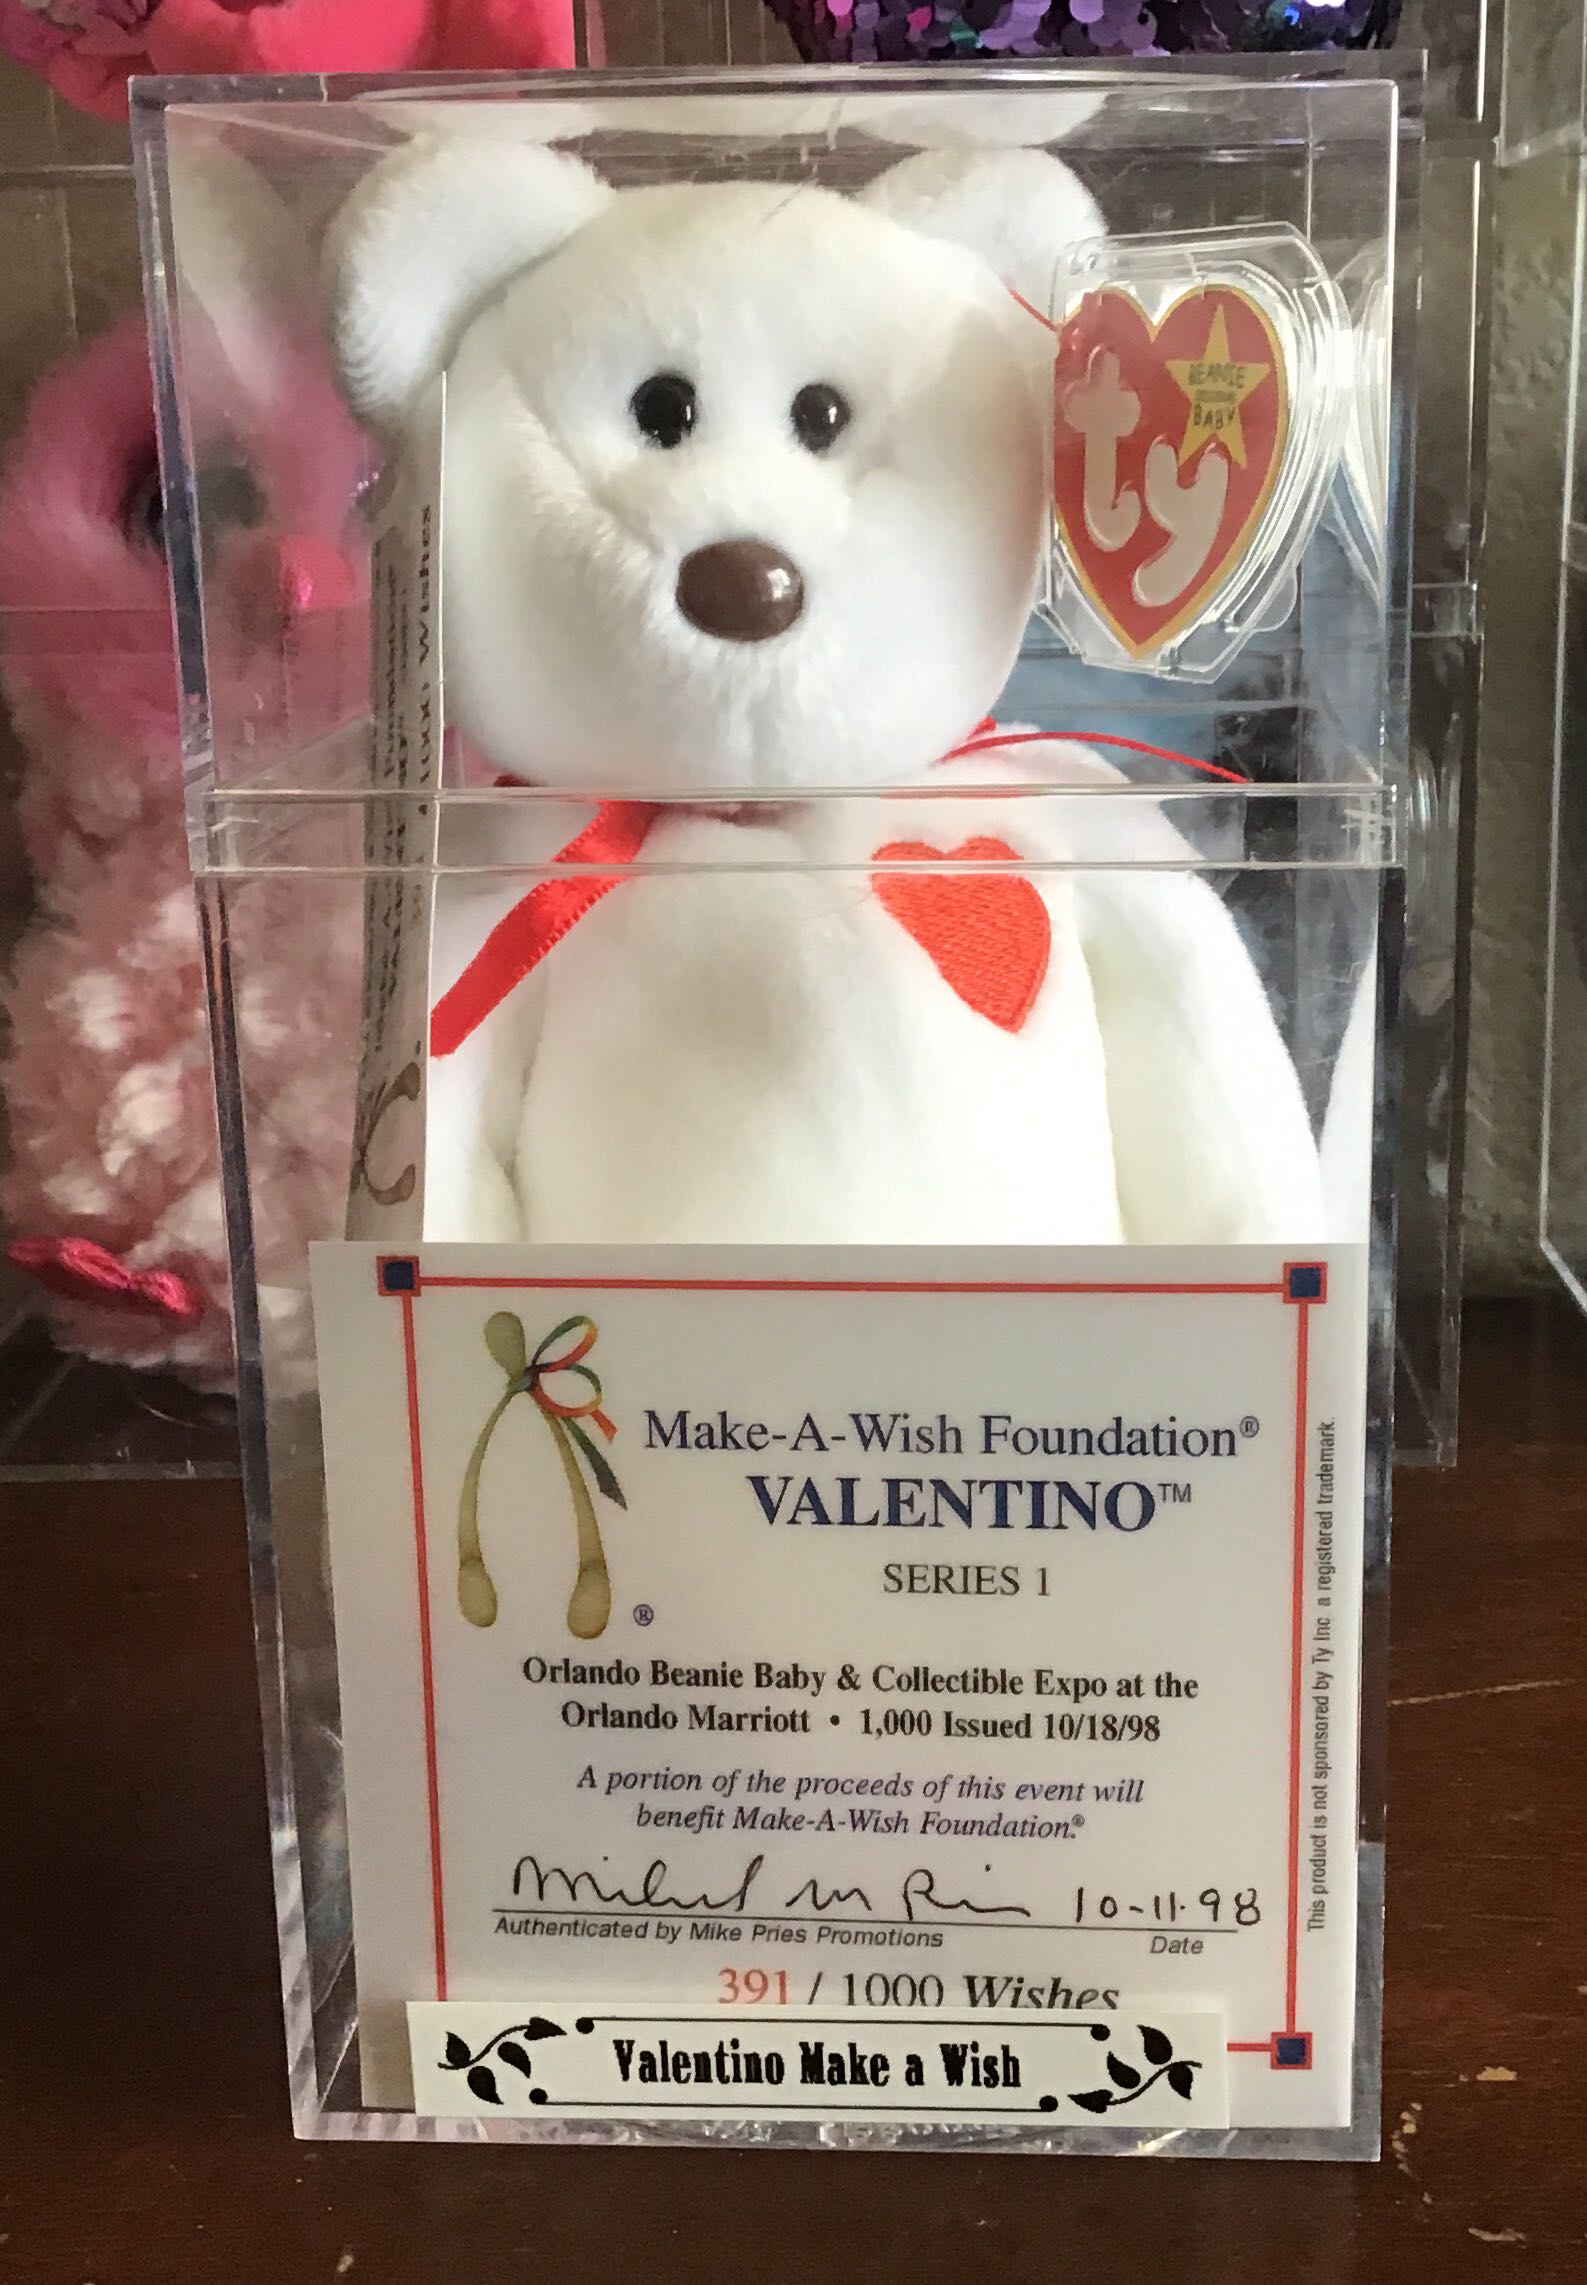 ty
BEANIE
ORIGINAL
BABY
Make-A-Wish Foundation®
VALENTINO™
SERIES 1
®
Orlando Beanie Baby & Collectible Expo at the
Orlando Marriott • 1,000 Issued 10/18/98
A portion of the proceeds of this event will
benefit Make-A-Wish Foundation.®
10-11-98
Authenticated by Mike Pries Promotions
Date
391 / 1000 Wishes
This product is not sponsored by Ty Inc a registered trademark.
Valentino Make a Wish